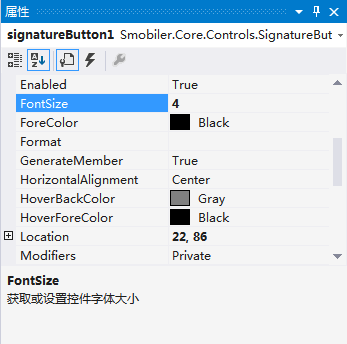 属性
signatureButton1 Smobiler.Core.Controls.SignatureBut
Enabled True
FontSize 4
ForeColor Black
Format
GenerateMember True
HorizontalAlignment Center
HoverBackColor Gray
HoverForeColor Black
Location 22, 86
Modifiers Private
FontSize
获取或设置控件字体大小